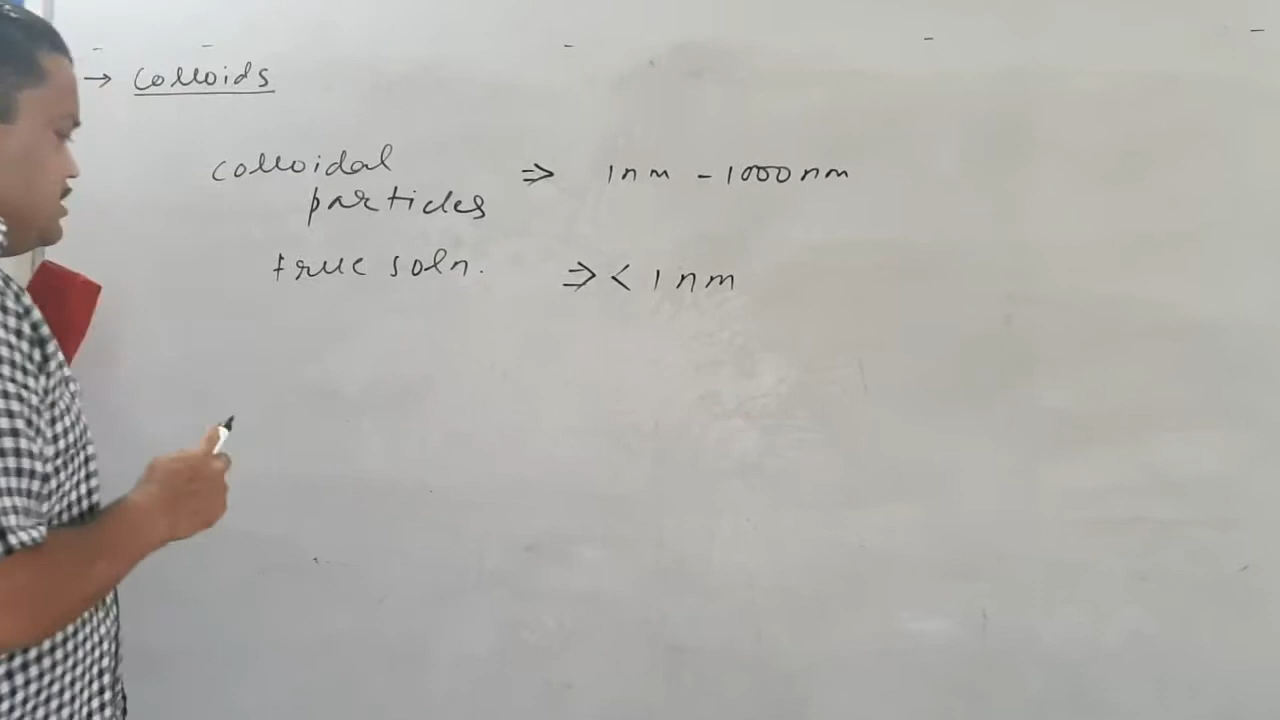 → Colloids
colloidal particles ⇒ 1nm - 1000nm
true soln. ⇒ < 1nm